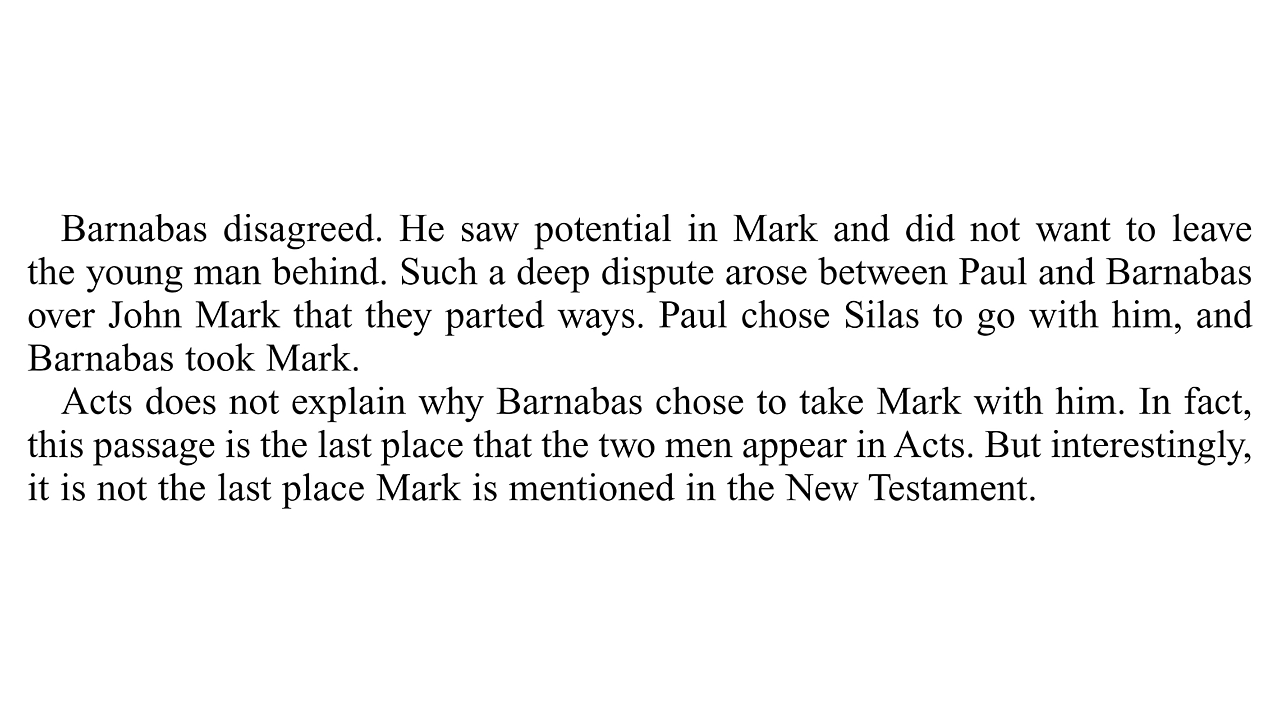 Barnabas disagreed. He saw potential in Mark and did not want to leave
the young man behind. Such a deep dispute arose between Paul and Barnabas
over John Mark that they parted ways. Paul chose Silas to go with him, and
Barnabas took Mark.
Acts does not explain why Barnabas chose to take Mark with him. In fact,
this passage is the last place that the two men appear in Acts. But interestingly,
it is not the last place Mark is mentioned in the New Testament.